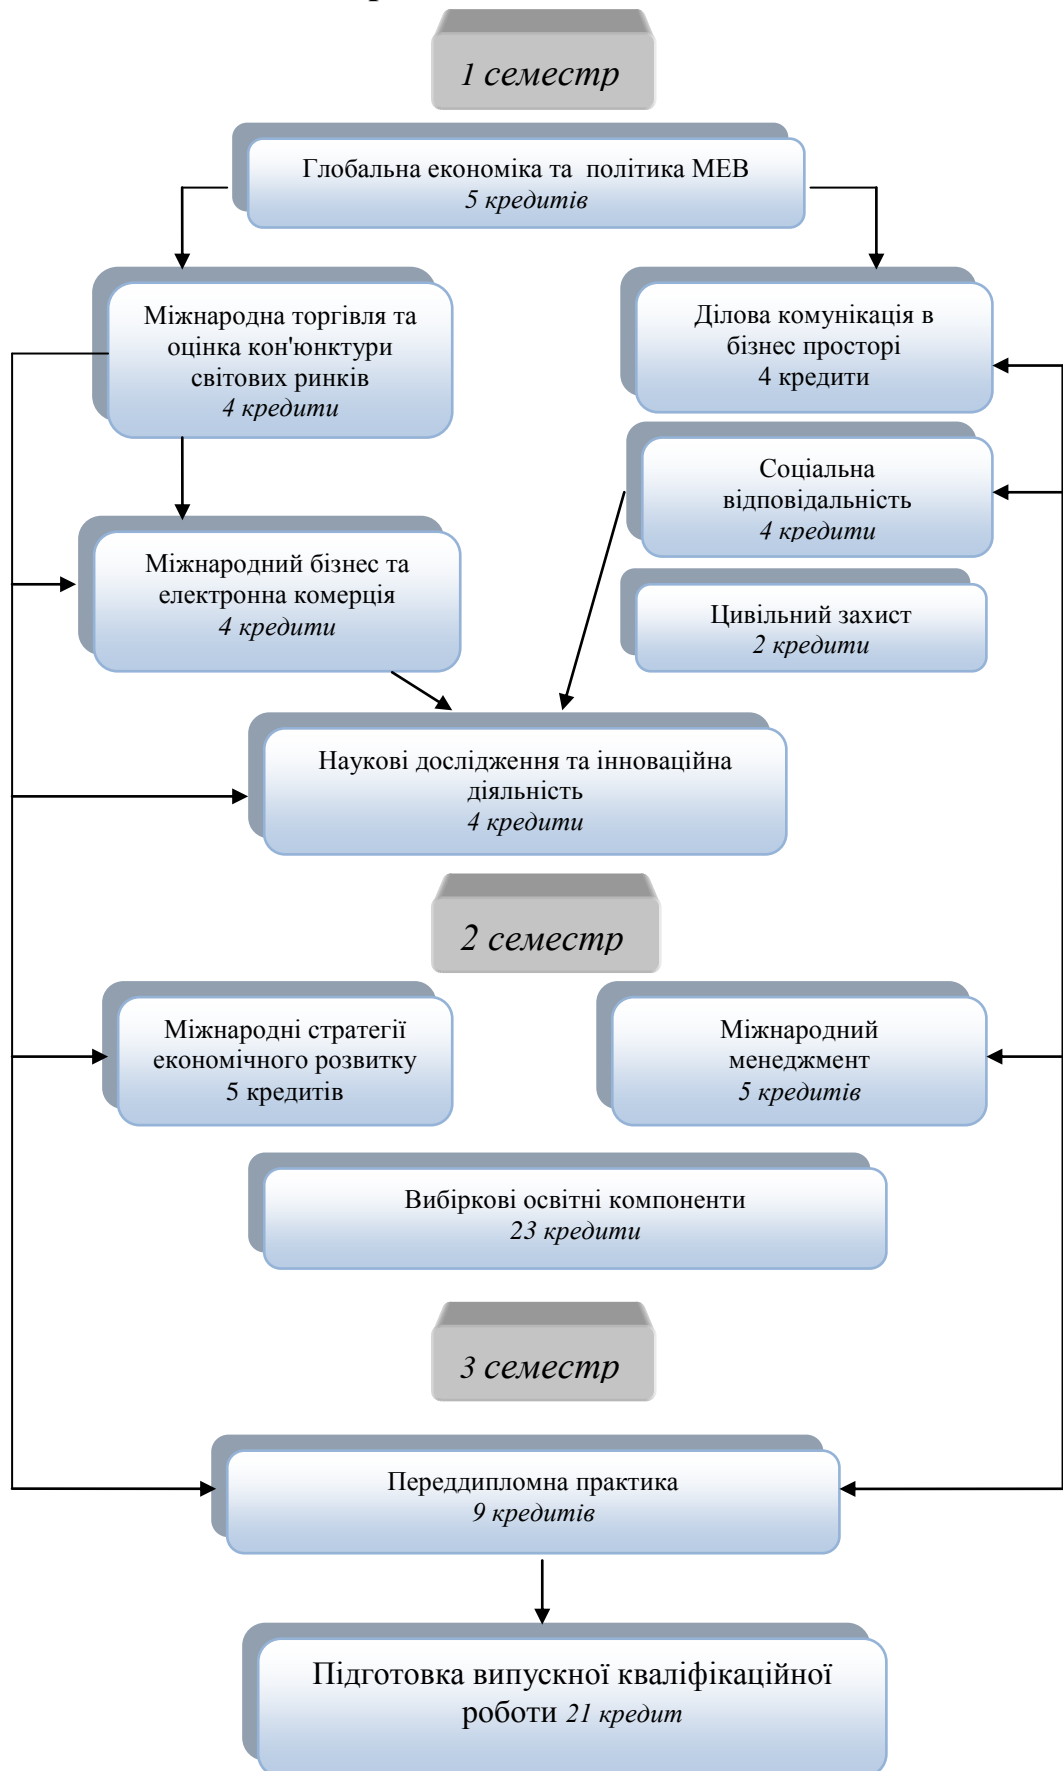 1 семестр
Глобальна економіка та політика МЕВ
5 кредитів
Міжнародна торгівля та
оцінка кон'юнктури
світових ринків
4 кредити
Ділова комунікація в
бізнес просторі
4 кредити
Соціальна
відповідальність
4 кредити
Міжнародний бізнес та
електронна комерція
4 кредити
Цивільний захист
2 кредити
Наукові дослідження та інноваційна
діяльність
4 кредити
2 семестр
Міжнародні стратегії
економічного розвитку
5 кредитів
Міжнародний
менеджмент
5 кредитів
Вибіркові освітні компоненти
23 кредити
3 семестр
Переддипломна практика
9 кредитів
Підготовка випускної кваліфікаційної
роботи 21 кредит